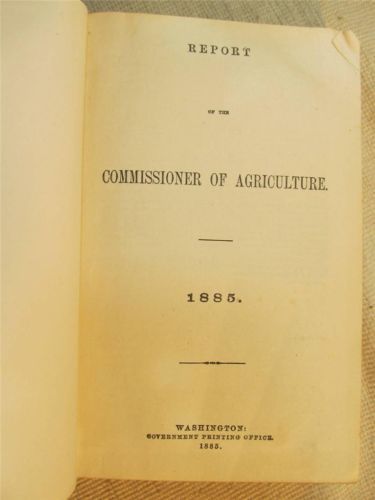 REPORT
OF THE
COMMISSIONER OF AGRICULTURE.
1885.
WASHINGTON:
GOVERNMENT PRINTING OFFICE.
1885.